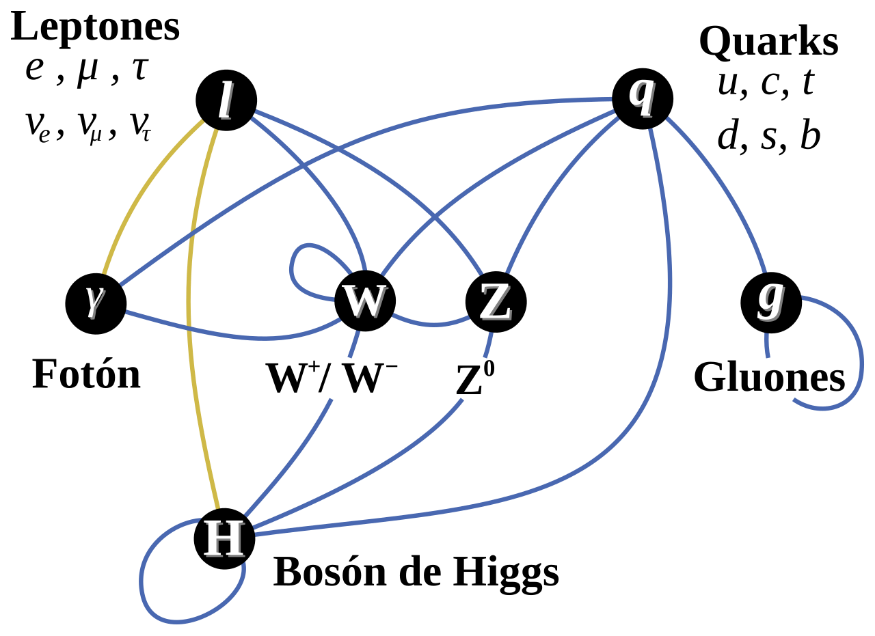 Leptones
e , μ , τ
νe, νμ, ντ
l
q
Quarks
u, c, t
d, s, b
γ
W
Z
g
Fotón
W+/ W−
Z0
Gluones
H
Bosón de Higgs